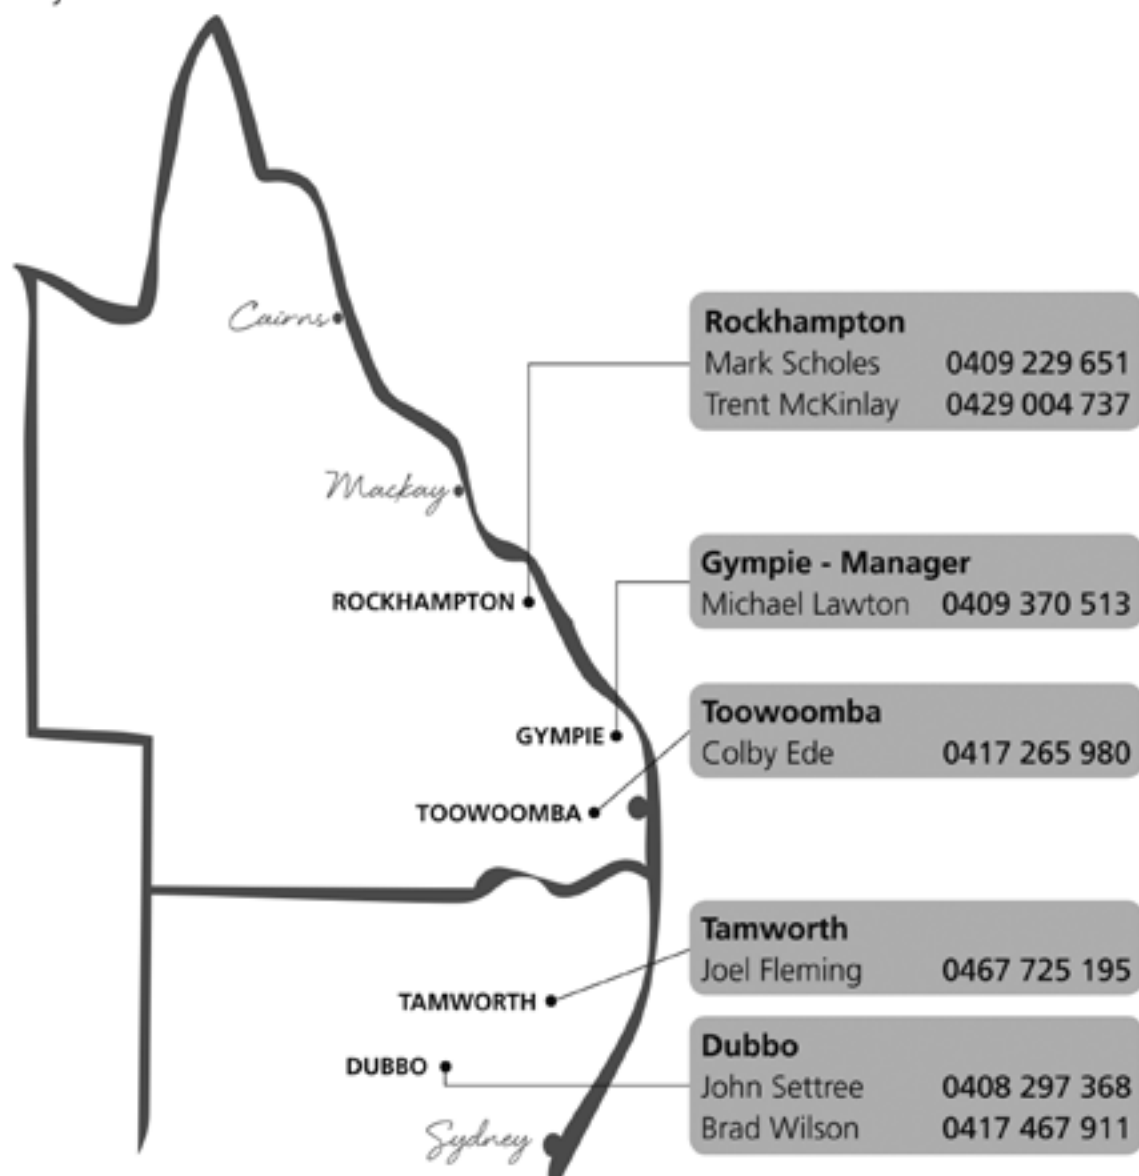 Cairns
Mackay
ROCKHAMPTON
GYMPIE
TOOWOOMBA
TAMWORTH
DUBBO
Sydney
Rockhampton
Mark Scholes 0409 229 651
Trent McKinlay 0429 004 737
Gympie - Manager
Michael Lawton 0409 370 513
Toowoomba
Colby Ede 0417 265 980
Tamworth
Joel Fleming 0467 725 195
Dubbo
John Settree 0408 297 368
Brad Wilson 0417 467 911